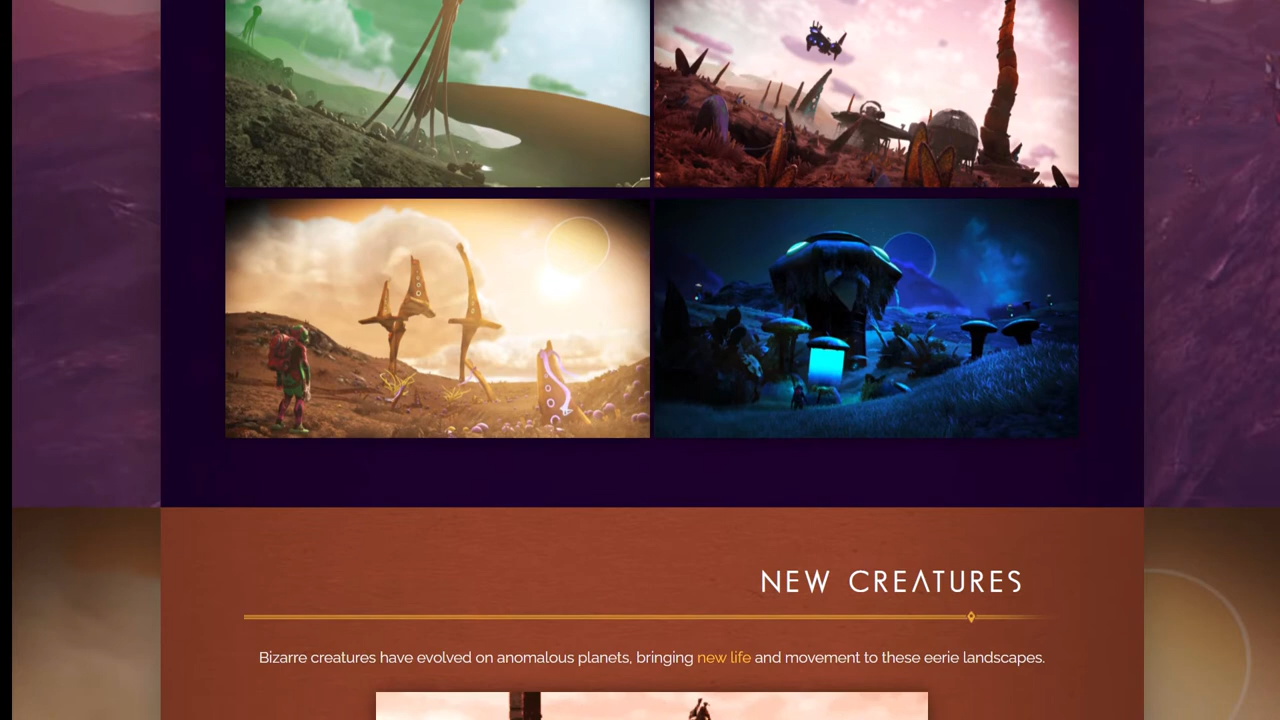 NEW CREATURES
Bizarre creatures have evolved on anomalous planets, bringing new life and movement to these eerie landscapes.